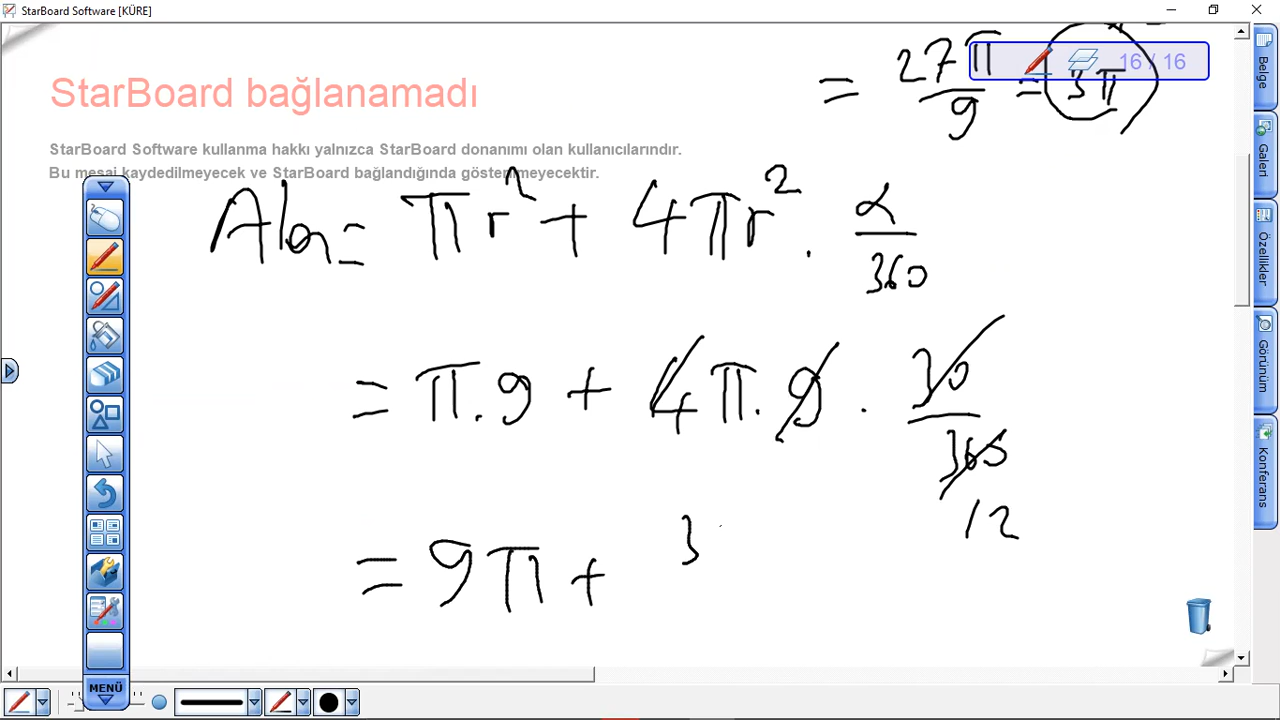 StarBoard Software [KÜRE]
= 27π/9 = 3π
16 / 16
StarBoard bağlanamadı
StarBoard Software kullanma hakkı yalnızca StarBoard donanımı olan kullanıcılarındır.
Bu mesaj kaydedilmeyecek ve StarBoard bağlandığında gösterilmeyecektir.
Alan = πr² + 4πr² . α/360
= π.9 + 4π.9 . 30/360
12
= 9π + 3
MENÜ
Belge
Galeri
Özellikler
Görünüm
Konferans